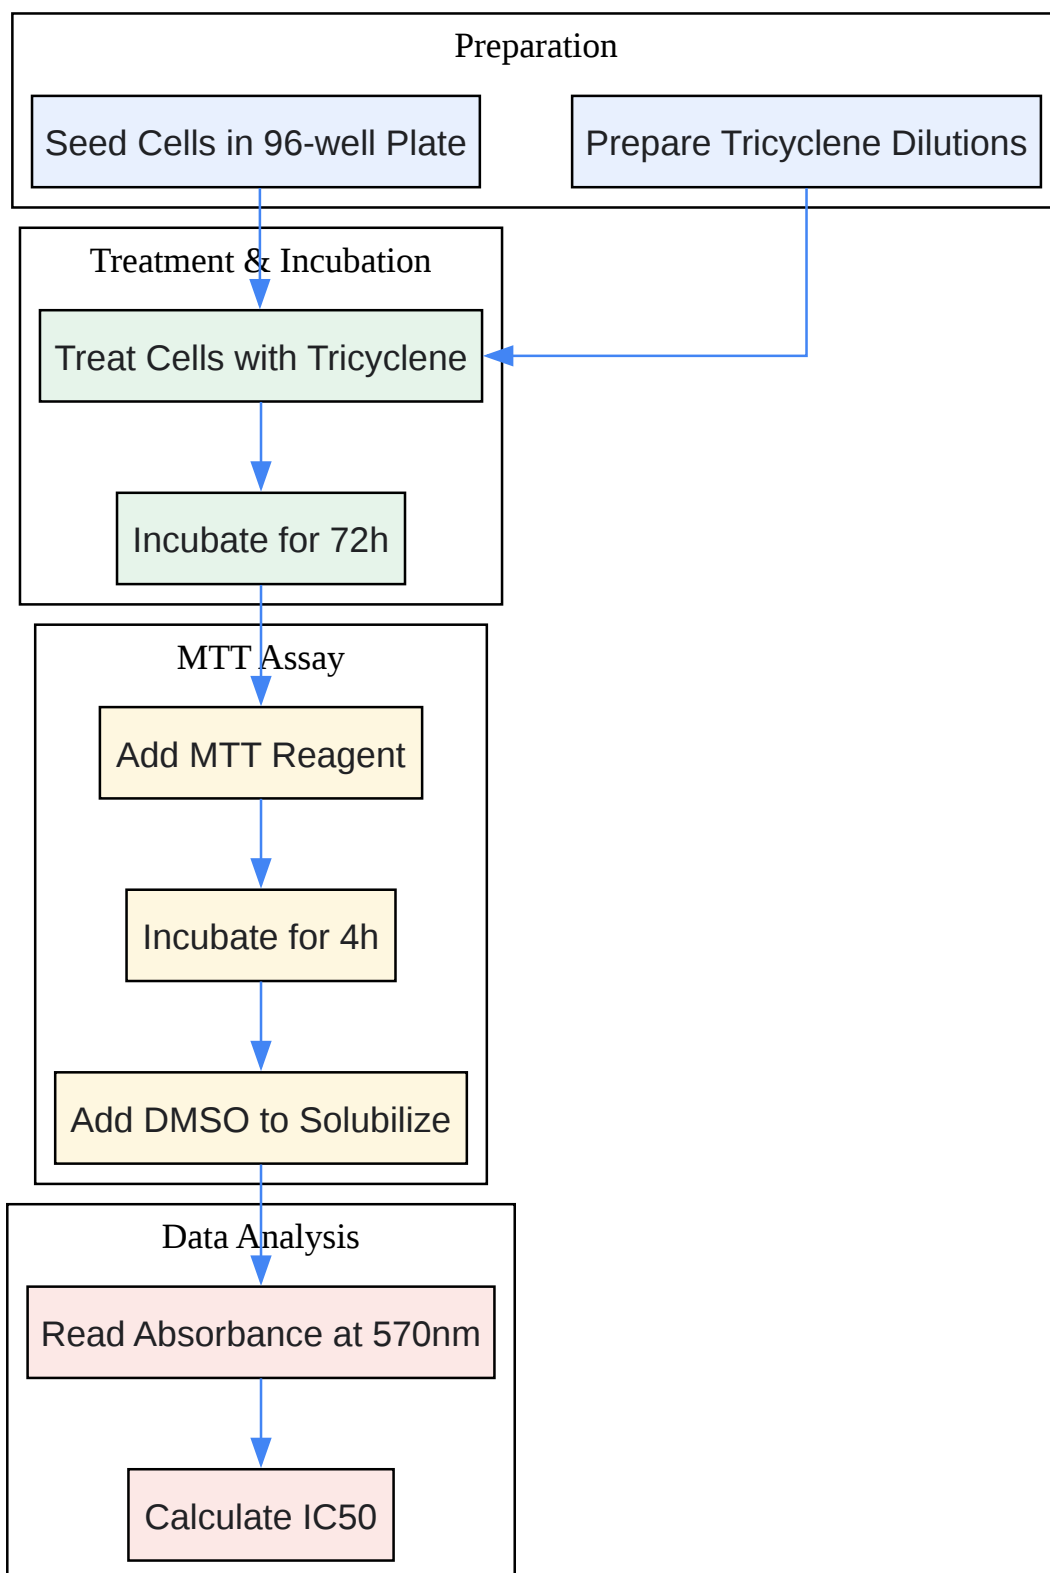 Preparation
Seed Cells in 96-well Plate
Prepare Tricyclene Dilutions
Treatment & Incubation
Treat Cells with Tricyclene
Incubate for 72h
MTT Assay
Add MTT Reagent
Incubate for 4h
Add DMSO to Solubilize
Data Analysis
Read Absorbance at 570nm
Calculate IC50